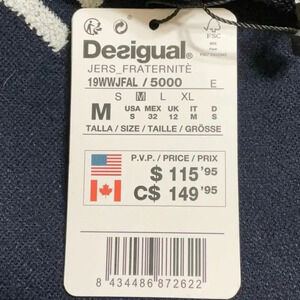 Desigual®
JERS_FRATERNITÈ
19WWJFAL / 5000 E
S M L XL
M
USA MEX UK IT D
S 32 12 M S
TALLA / SIZE / TAILLE / GRÖSSE
P.V.P. / PRICE / PRIX
$ 115'95
C$ 149'95
8 434486 872622
FSC